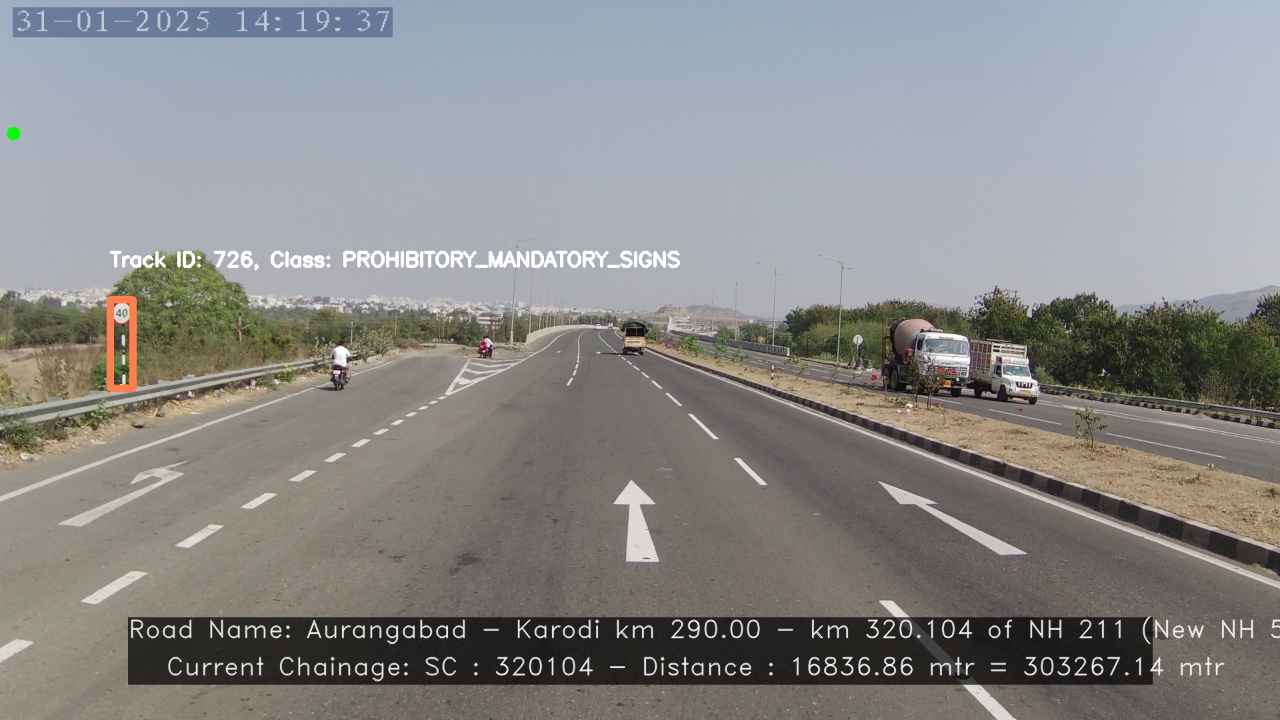 31-01-2025 14:19:37
Track ID: 726, Class: PROHIBITORY_MANDATORY_SIGNS
40
Road Name: Aurangabad - Karodi km 290.00 - km 320.104 of NH 211 (New NH 5
Current Chainage: SC : 320104 - Distance : 16836.86 mtr = 303267.14 mtr